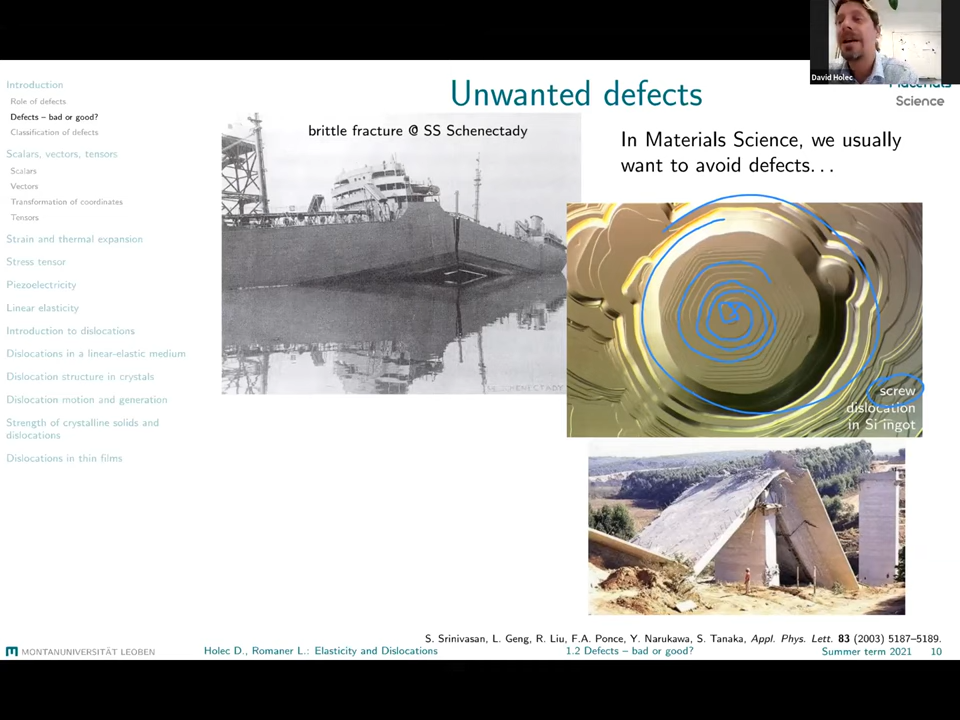 David Holec
Materials
Science
Introduction
Role of defects
Defects – bad or good?
Classification of defects
Scalars, vectors, tensors
Scalars
Vectors
Transformation of coordinates
Tensors
Strain and thermal expansion
Stress tensor
Piezoelectricity
Linear elasticity
Introduction to dislocations
Dislocations in a linear-elastic medium
Dislocation structure in crystals
Dislocation motion and generation
Strength of crystalline solids and
dislocations
Dislocations in thin films
Unwanted defects
brittle fracture @ SS Schenectady
In Materials Science, we usually
want to avoid defects. . .
SCHENECTADY
screw
dislocation
in Si ingot
S. Srinivasan, L. Geng, R. Liu, F.A. Ponce, Y. Narukawa, S. Tanaka, Appl. Phys. Lett. 83 (2003) 5187–5189.
MONTANUNIVERSITÄT LEOBEN
Holec D., Romaner L.: Elasticity and Dislocations
1.2 Defects – bad or good?
Summer term 2021 10